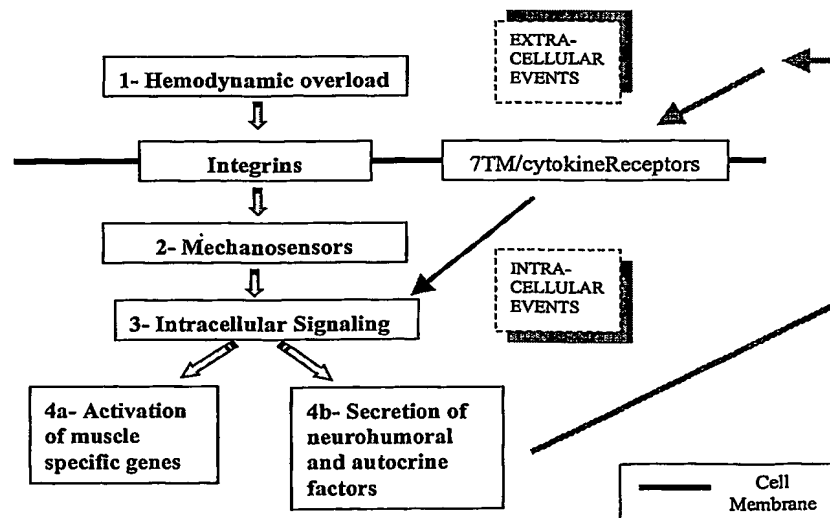 EXTRA-
CELLULAR
EVENTS
1- Hemodynamic overload
Integrins
7TM/cytokineReceptors
2- Mechanosensors
INTRA-
CELLULAR
EVENTS
3- Intracellular Signaling
4a- Activation
of muscle
specific genes
4b- Secretion of
neurohumoral
and autocrine
factors
Cell
Membrane